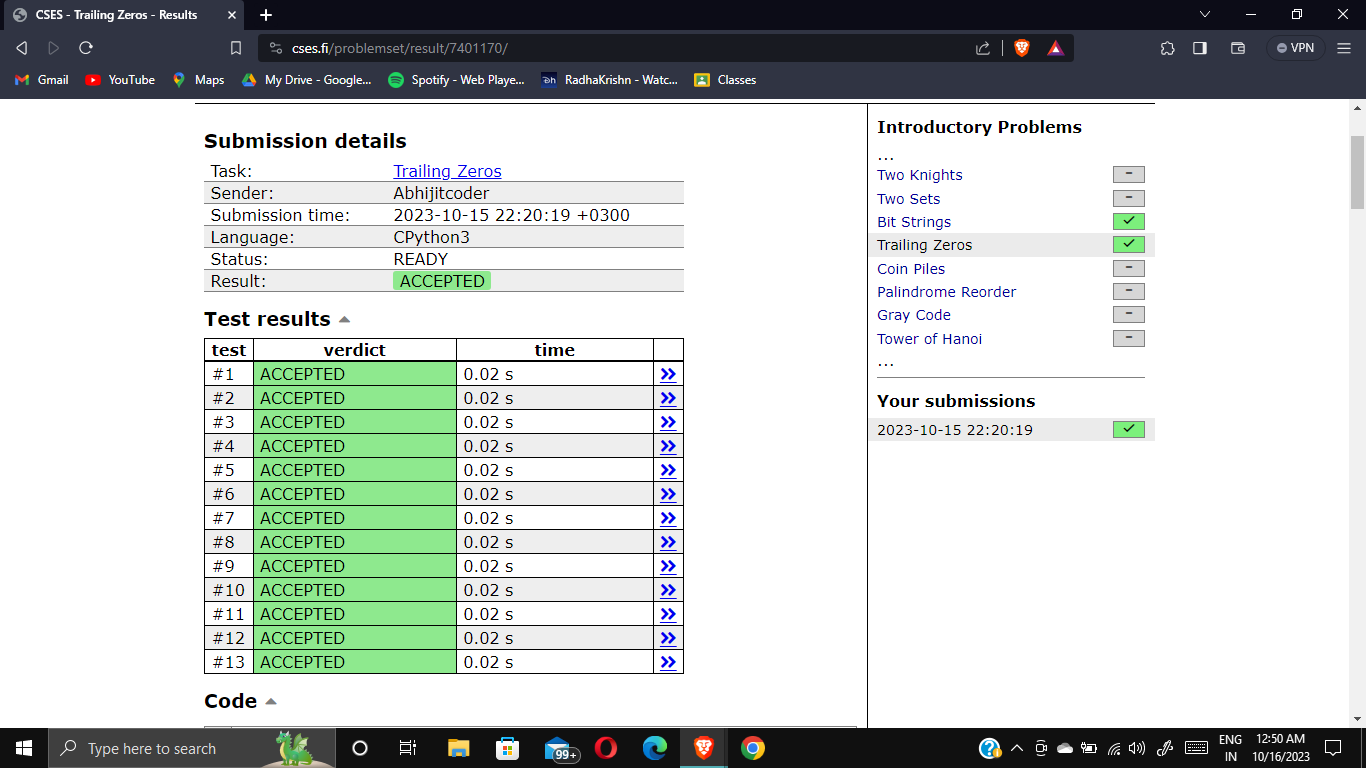 CSES - Trailing Zeros - Results
cses.fi/problemset/result/7401170/
VPN
Gmail YouTube Maps My Drive - Google... Spotify - Web Playe... RadhaKrishn - Watc... Classes
Submission details
Task: Trailing Zeros
Sender: Abhijitcoder
Submission time: 2023-10-15 22:20:19 +0300
Language: CPython3
Status: READY
Result: ACCEPTED
Test results
test verdict time
#1 ACCEPTED 0.02 s »
#2 ACCEPTED 0.02 s »
#3 ACCEPTED 0.02 s »
#4 ACCEPTED 0.02 s »
#5 ACCEPTED 0.02 s »
#6 ACCEPTED 0.02 s »
#7 ACCEPTED 0.02 s »
#8 ACCEPTED 0.02 s »
#9 ACCEPTED 0.02 s »
#10 ACCEPTED 0.02 s »
#11 ACCEPTED 0.02 s »
#12 ACCEPTED 0.02 s »
#13 ACCEPTED 0.02 s »
Code
Introductory Problems
...
Two Knights -
Two Sets -
Bit Strings ✓
Trailing Zeros ✓
Coin Piles -
Palindrome Reorder -
Gray Code -
Tower of Hanoi -
...
Your submissions
2023-10-15 22:20:19 ✓
Type here to search
99+
ENG
IN
12:50 AM
10/16/2023